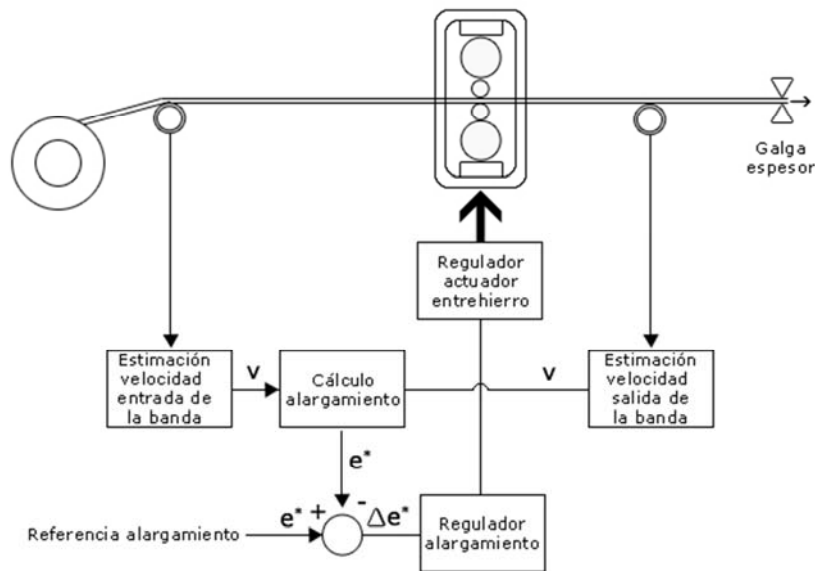 Galga
espesor
Regulador
actuador
entrehierro
Estimación
velocidad
entrada de
la banda
v
Cálculo
alargamiento
v
Estimación
velocidad
salida de
la banda
e*
Referencia alargamiento
e* + - Δe*
Regulador
alargamiento